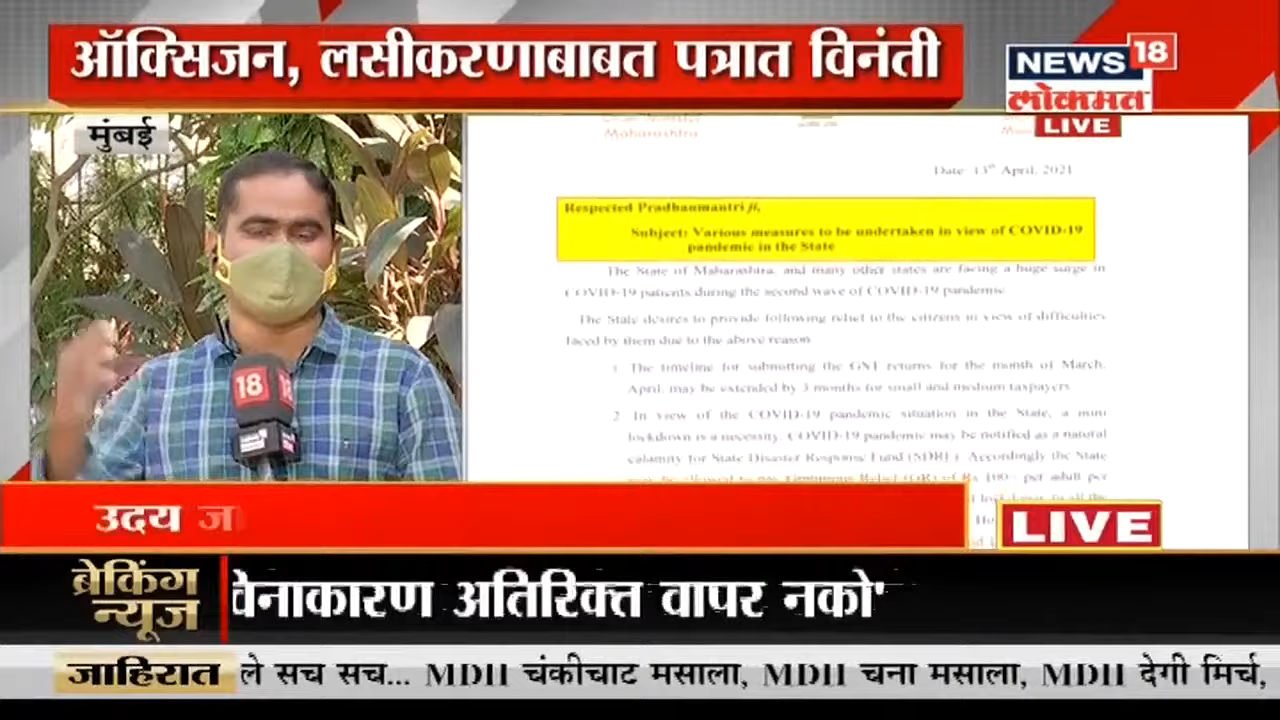 ऑक्सिजन, लसीकरणाबाबत पत्रात विनंती
NEWS 18
लोकमत
LIVE
मुंबई
Maharashtra
Date: 13th April, 2021
Respected Pradhanmantri ji,
Subject: Various measures to be undertaken in view of COVID-19
pandemic in the State
The State of Maharashtra, and many other states are facing a huge surge in
COVID-19 patients during the second wave of COVID-19 pandemic
The State desires to provide following relief to the citizens in view of difficulties
faced by them due to the above reason
1 The timeline for submitting the GST returns for the month of March,
April, may be extended by 3 months for small and medium taxpayers.
2. In view of the COVID-19 pandemic situation in the State, a mini
lockdown is a necessity. COVID-19 pandemic may be notified as a natural
calamity for State Disaster Response Fund (SDRF). Accordingly the State
per adult per
18
उदय
LIVE
ब्रेकिंग
न्यूज
वेनाकारण अतिरिक्त वापर नको'
जाहिरात ले सच सच... MDH चंकीचाट मसाला, MDH चना मसाला, MDH देगी मिर्च,